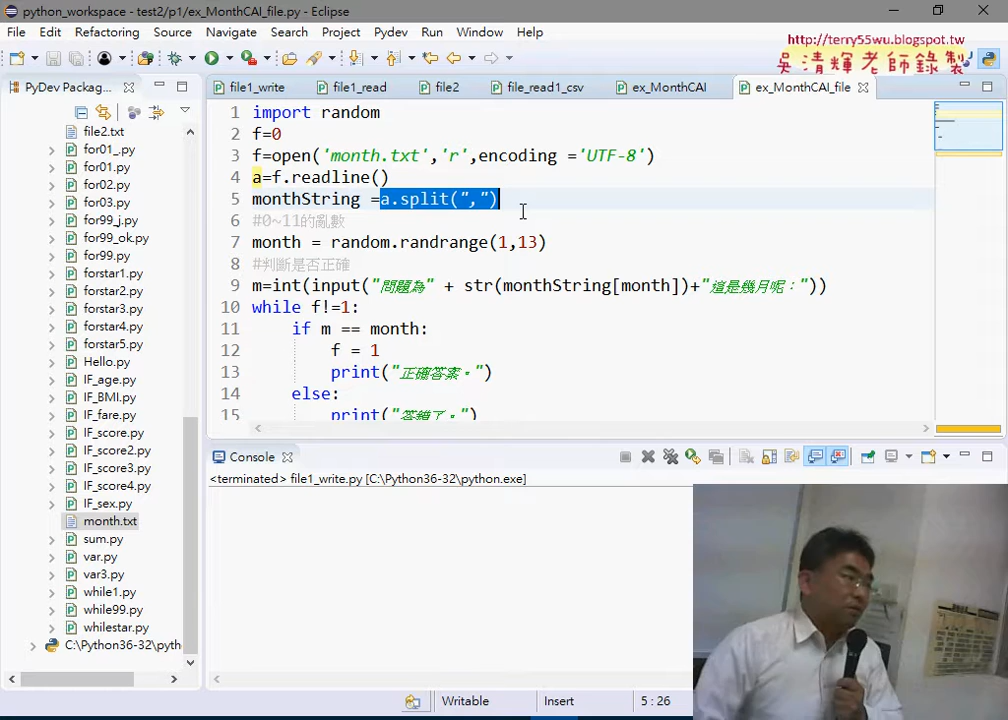 python_workspace - test2/p1/ex_MonthCAI_file.py - Eclipse
File Edit Refactoring Source Navigate Search Project Pydev Run Window Help
http://terry55wu.blogspot.tw
吳清輝老師錄製
PyDev Packag...
file1_write file1_read file2 file_read1_csv ex_MonthCAI ex_MonthCAI_file
file2.txt
for01_.py
for01.py
for02.py
for03.py
for99_j.py
for99_ok.py
for99.py
forstar1.py
forstar2.py
forstar3.py
forstar4.py
forstar5.py
Hello.py
IF_age.py
IF_BMI.py
IF_fare.py
IF_score.py
IF_score2.py
IF_score3.py
IF_score4.py
IF_sex.py
month.txt
sum.py
var.py
var3.py
while1.py
while99.py
whilestar.py
C:\Python36-32\pyth
1 import random
2 f=0
3 f=open('month.txt','r',encoding ='UTF-8')
4 a=f.readline()
5 monthString =a.split(",")
6 #0~11的亂數
7 month = random.randrange(1,13)
8 #判斷是否正確
9 m=int(input("問題為" + str(monthString[month])+"這是幾月呢："))
10 while f!=1:
11 if m == month:
12 f = 1
13 print("正確答案。")
14 else:
15 print("答錯了。")
Console
<terminated> file1_write.py [C:\Python36-32\python.exe]
Writable Insert 5 : 26